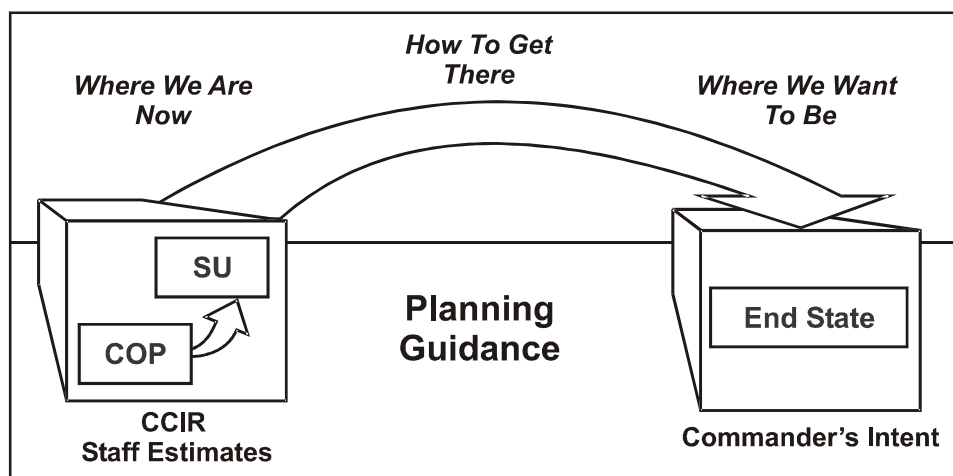 How To Get
There
Where We Are
Now
Where We Want
To Be
SU
COP
Planning
Guidance
End State
CCIR
Staff Estimates
Commander's Intent